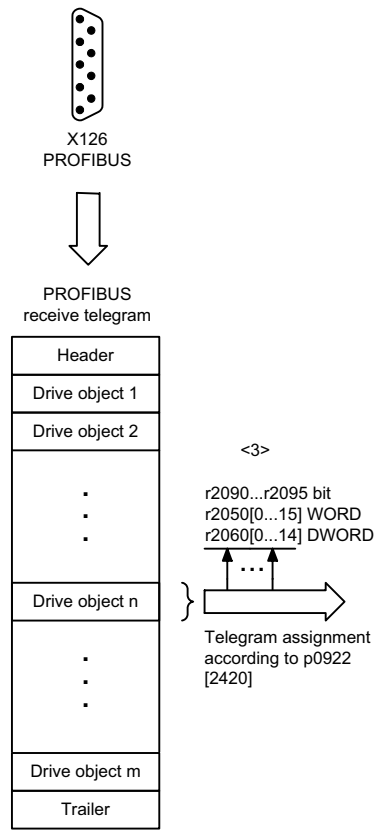 X126
PROFIBUS
PROFIBUS
receive telegram
Header
Drive object 1
Drive object 2
<3>
r2090...r2095 bit
r2050[0...15] WORD
r2060[0...14] DWORD
...
Drive object n
Telegram assignment
according to p0922
[2420]
Drive object m
Trailer